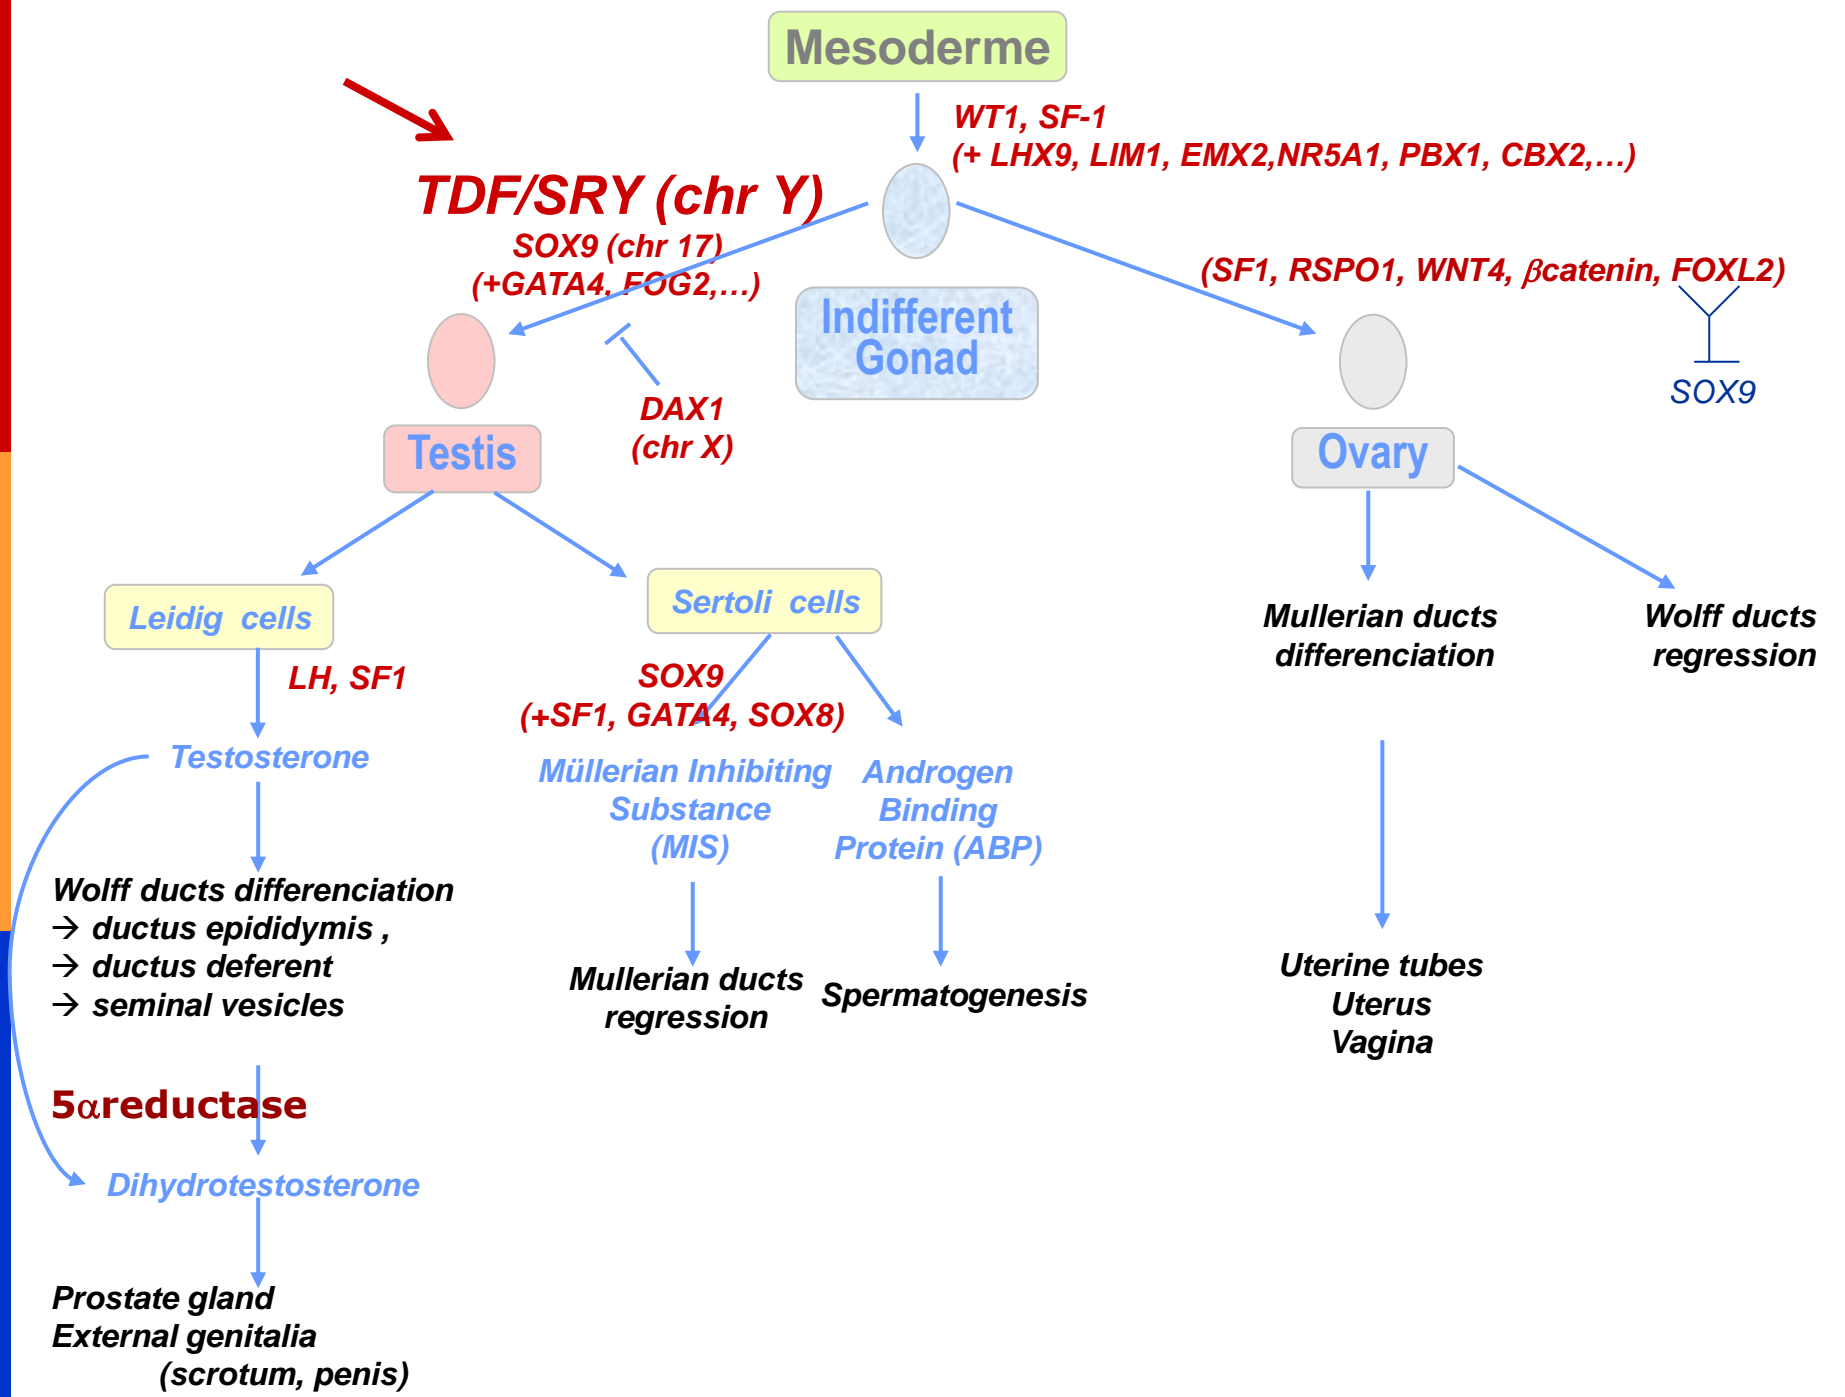 Mesoderme
WT1, SF-1
(+ LHX9, LIM1, EMX2,NR5A1, PBX1, CBX2,...)
TDF/SRY (chr Y)
SOX9 (chr 17)
(+GATA4, FOG2,...)
(SF1, RSPO1, WNT4, βcatenin, FOXL2)
SOX9
Indifferent
Gonad
DAX1
(chr X)
Testis
Ovary
Leidig cells
Sertoli cells
Mullerian ducts
differenciation
Wolff ducts
regression
LH, SF1
SOX9
(+SF1, GATA4, SOX8)
Testosterone
Müllerian Inhibiting
Substance
(MIS)
Androgen
Binding
Protein (ABP)
Wolff ducts differenciation
→ ductus epididymis ,
→ ductus deferent
→ seminal vesicles
Mullerian ducts
regression
Spermatogenesis
Uterine tubes
Uterus
Vagina
5αreductase
Dihydrotestosterone
Prostate gland
External genitalia
(scrotum, penis)